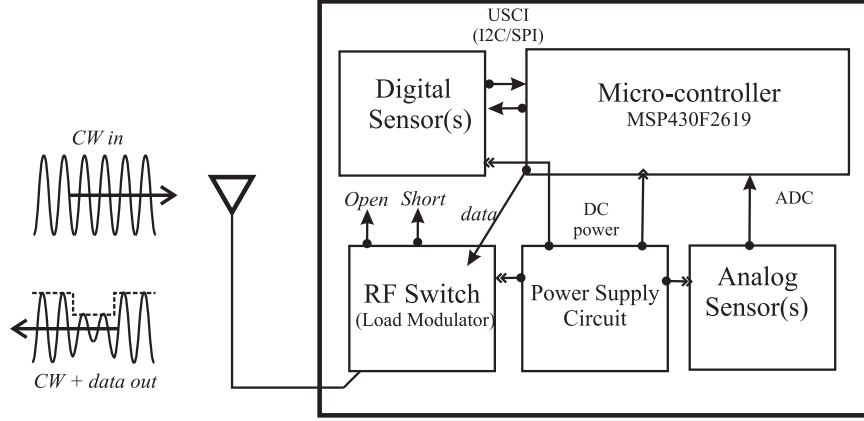 USCI
(I2C/SPI)
Digital
Sensor(s)
Micro-controller
MSP430F2619
CW in
Open
Short
data
DC
power
ADC
RF Switch
(Load Modulator)
Power Supply
Circuit
Analog
Sensor(s)
CW + data out